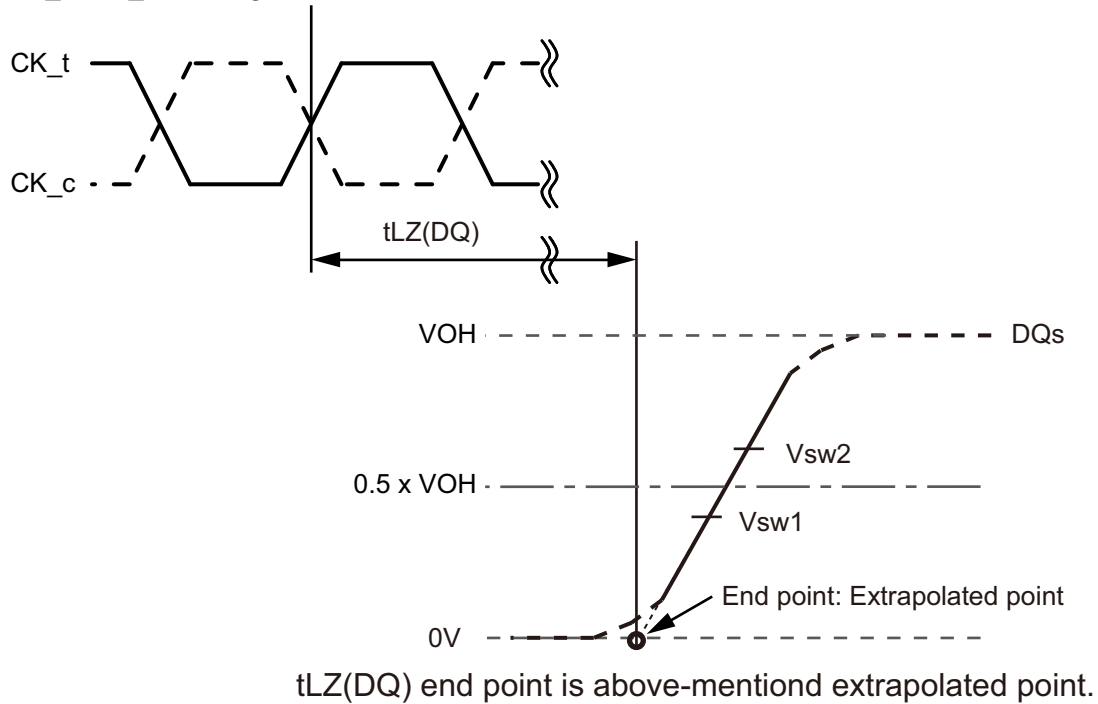 CK_t
CK_c
tLZ(DQ)
VOH
DQs
Vsw2
0.5 x VOH
Vsw1
End point: Extrapolated point
0V
tLZ(DQ) end point is above-mentiond extrapolated point.